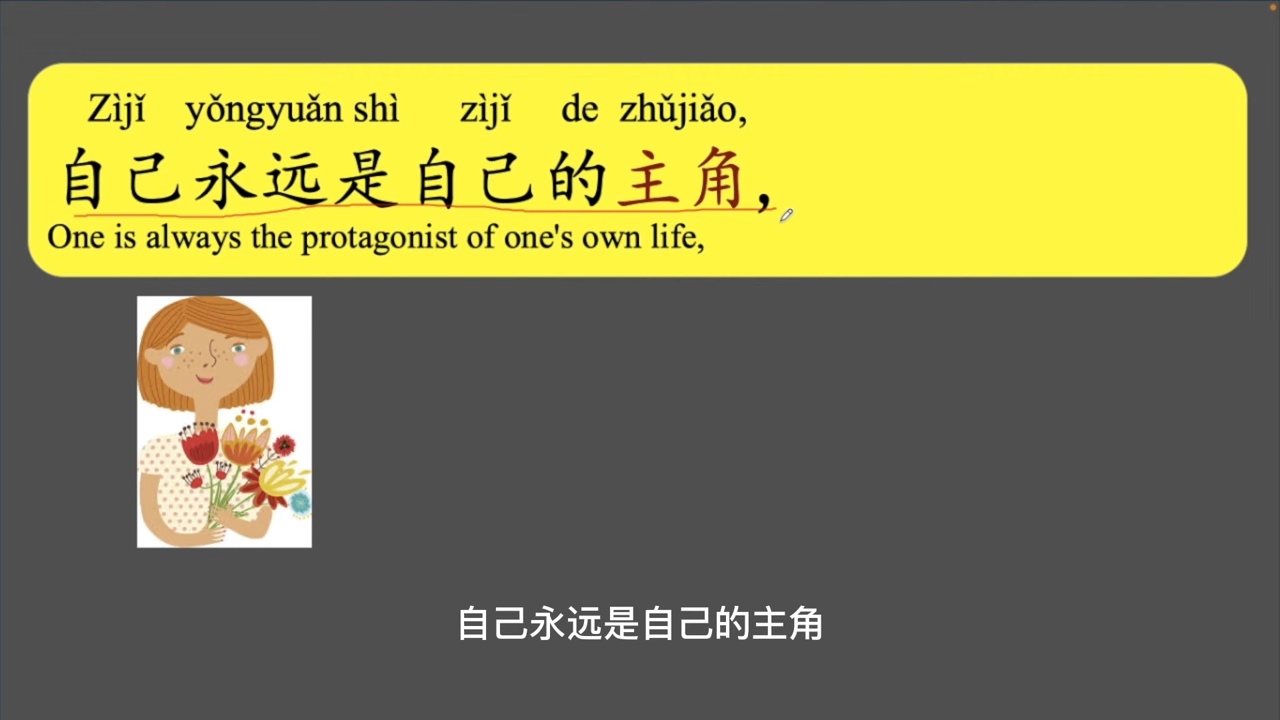 Zìjǐ yǒngyuǎn shì zìjǐ de zhǔjiǎo,
自己永远是自己的主角,
One is always the protagonist of one's own life,
自己永远是自己的主角